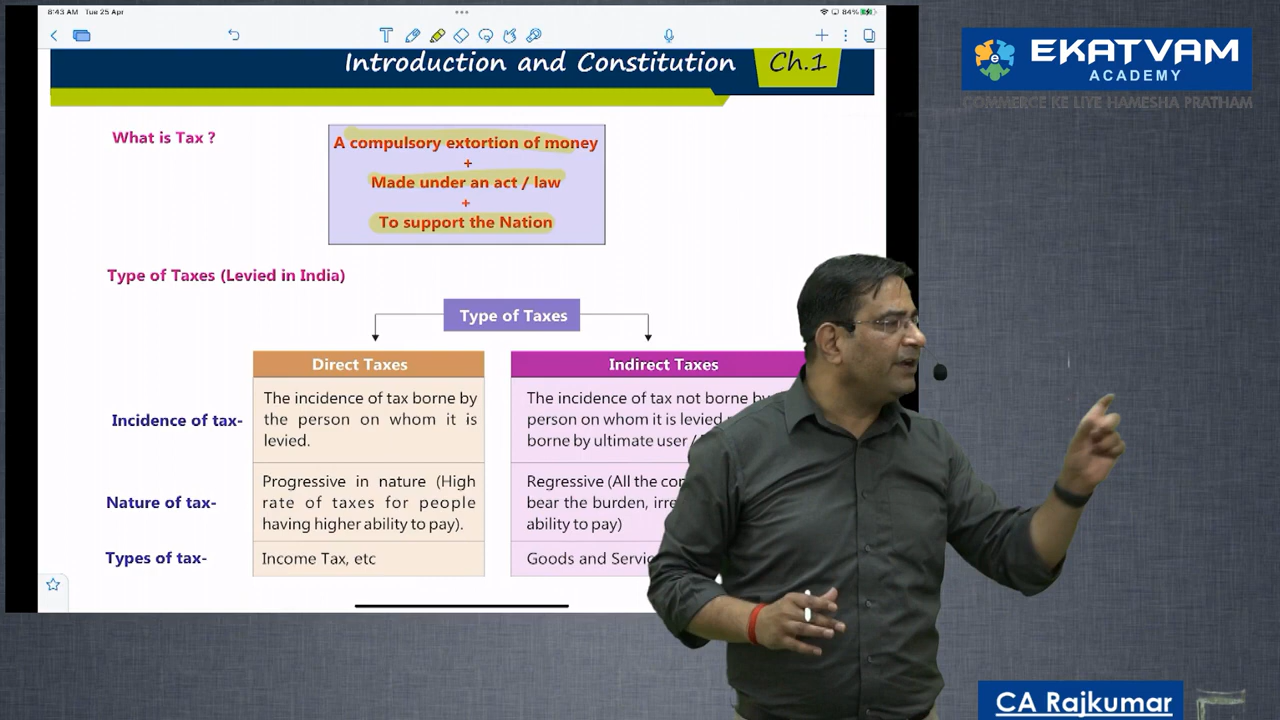 8:43 AM Tue 25 Apr
84%
Introduction and Constitution
Ch.1
EKATVAM
ACADEMY
COMMERCE KE LIYE HAMESHA PRATHAM
What is Tax ?
A compulsory extortion of money
+
Made under an act / law
+
To support the Nation
Type of Taxes (Levied in India)
Type of Taxes
Direct Taxes
Indirect Taxes
Incidence of tax-
The incidence of tax borne by
the person on whom it is
levied.
The incidence of tax not borne by
person on whom it is levied
borne by ultimate user /
Nature of tax-
Progressive in nature (High
rate of taxes for people
having higher ability to pay).
Regressive (All the
bear the burden,
ability to pay)
Types of tax-
Income Tax, etc
Goods and
CA Rajkumar